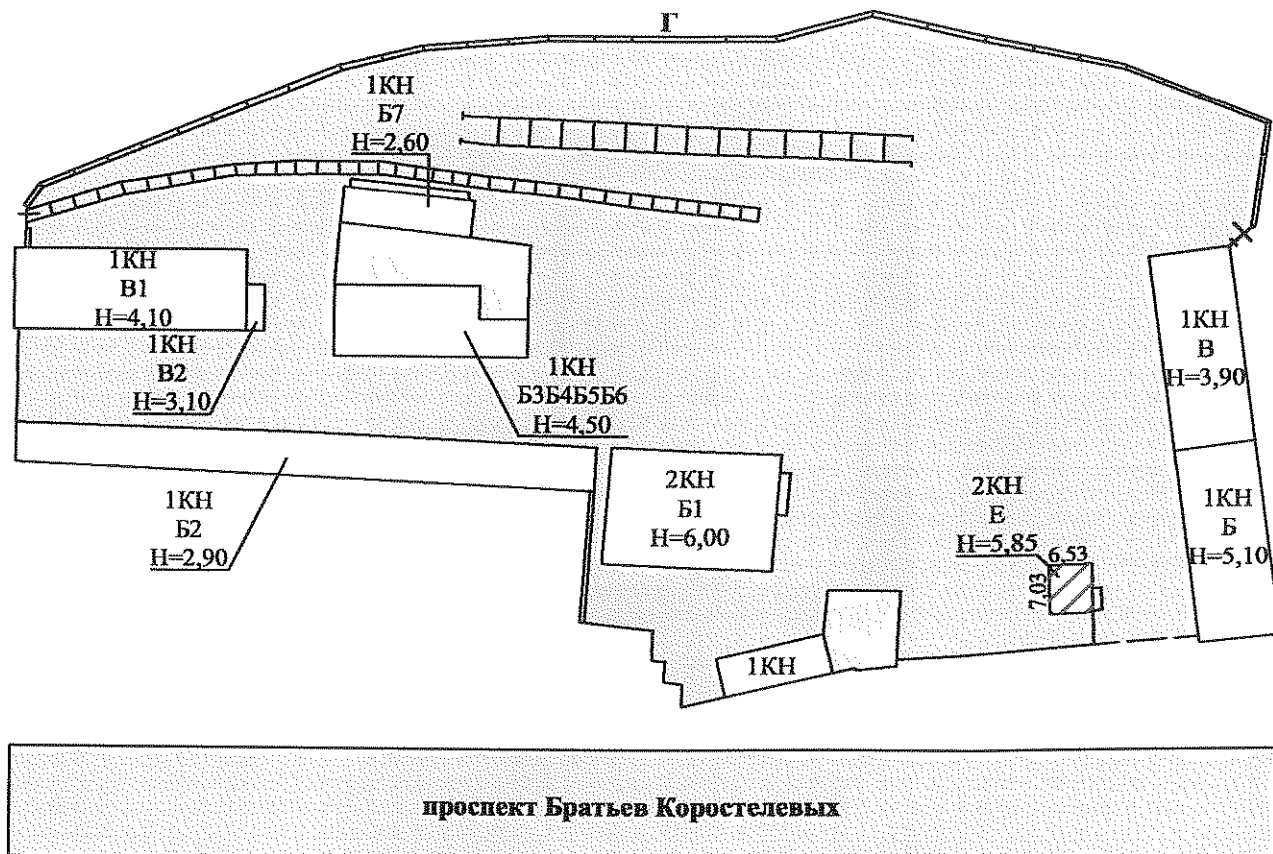 Г
1КН
Б7
Н=2,60
1КН
В1
Н=4,10
1КН
В2
Н=3,10
1КН
Б3Б4Б5Б6
Н=4,50
1КН
В
Н=3,90
1КН
Б2
Н=2,90
2КН
Б1
Н=6,00
2КН
Е
Н=5,85
6,53
7,03
1КН
Б
Н=5,10
1КН
проспект Братьев Коростелевых